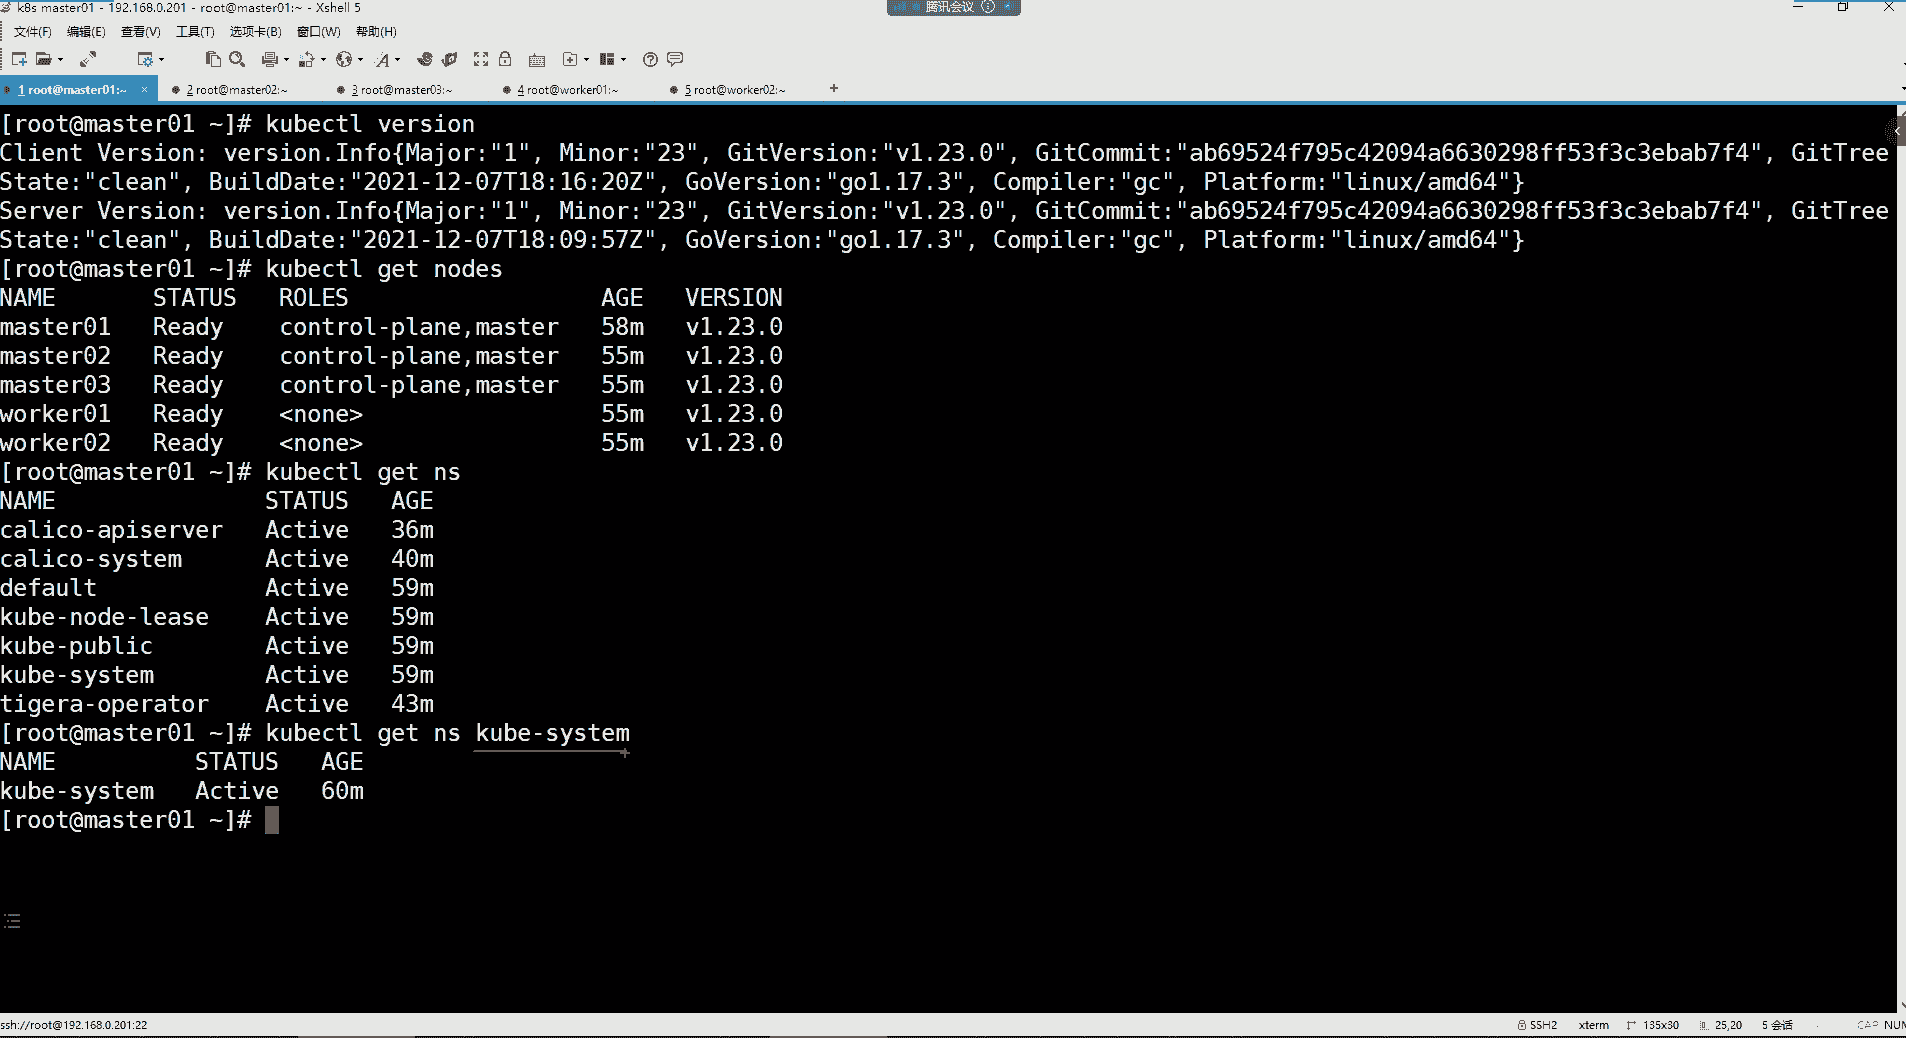 k8s master01 - 192.168.0.201 - root@master01:~ - Xshell 5
腾讯会议
文件(F) 编辑(E) 查看(V) 工具(T) 选项卡(B) 窗口(W) 帮助(H)
1 root@master01:~ × 2 root@master02:~ 3 root@master03:~ 4 root@worker01:~ 5 root@worker02:~ +
[root@master01 ~]# kubectl version
Client Version: version.Info{Major:"1", Minor:"23", GitVersion:"v1.23.0", GitCommit:"ab69524f795c42094a6630298ff53f3c3ebab7f4", GitTree
State:"clean", BuildDate:"2021-12-07T18:16:20Z", GoVersion:"go1.17.3", Compiler:"gc", Platform:"linux/amd64"}
Server Version: version.Info{Major:"1", Minor:"23", GitVersion:"v1.23.0", GitCommit:"ab69524f795c42094a6630298ff53f3c3ebab7f4", GitTree
State:"clean", BuildDate:"2021-12-07T18:09:57Z", GoVersion:"go1.17.3", Compiler:"gc", Platform:"linux/amd64"}
[root@master01 ~]# kubectl get nodes
NAME STATUS ROLES AGE VERSION
master01 Ready control-plane,master 58m v1.23.0
master02 Ready control-plane,master 55m v1.23.0
master03 Ready control-plane,master 55m v1.23.0
worker01 Ready <none> 55m v1.23.0
worker02 Ready <none> 55m v1.23.0
[root@master01 ~]# kubectl get ns
NAME STATUS AGE
calico-apiserver Active 36m
calico-system Active 40m
default Active 59m
kube-node-lease Active 59m
kube-public Active 59m
kube-system Active 59m
tigera-operator Active 43m
[root@master01 ~]# kubectl get ns kube-system
NAME STATUS AGE
kube-system Active 60m
[root@master01 ~]#
ssh://root@192.168.0.201:22 SSH2 xterm 135x30 25,20 5 会话 CAP NUM